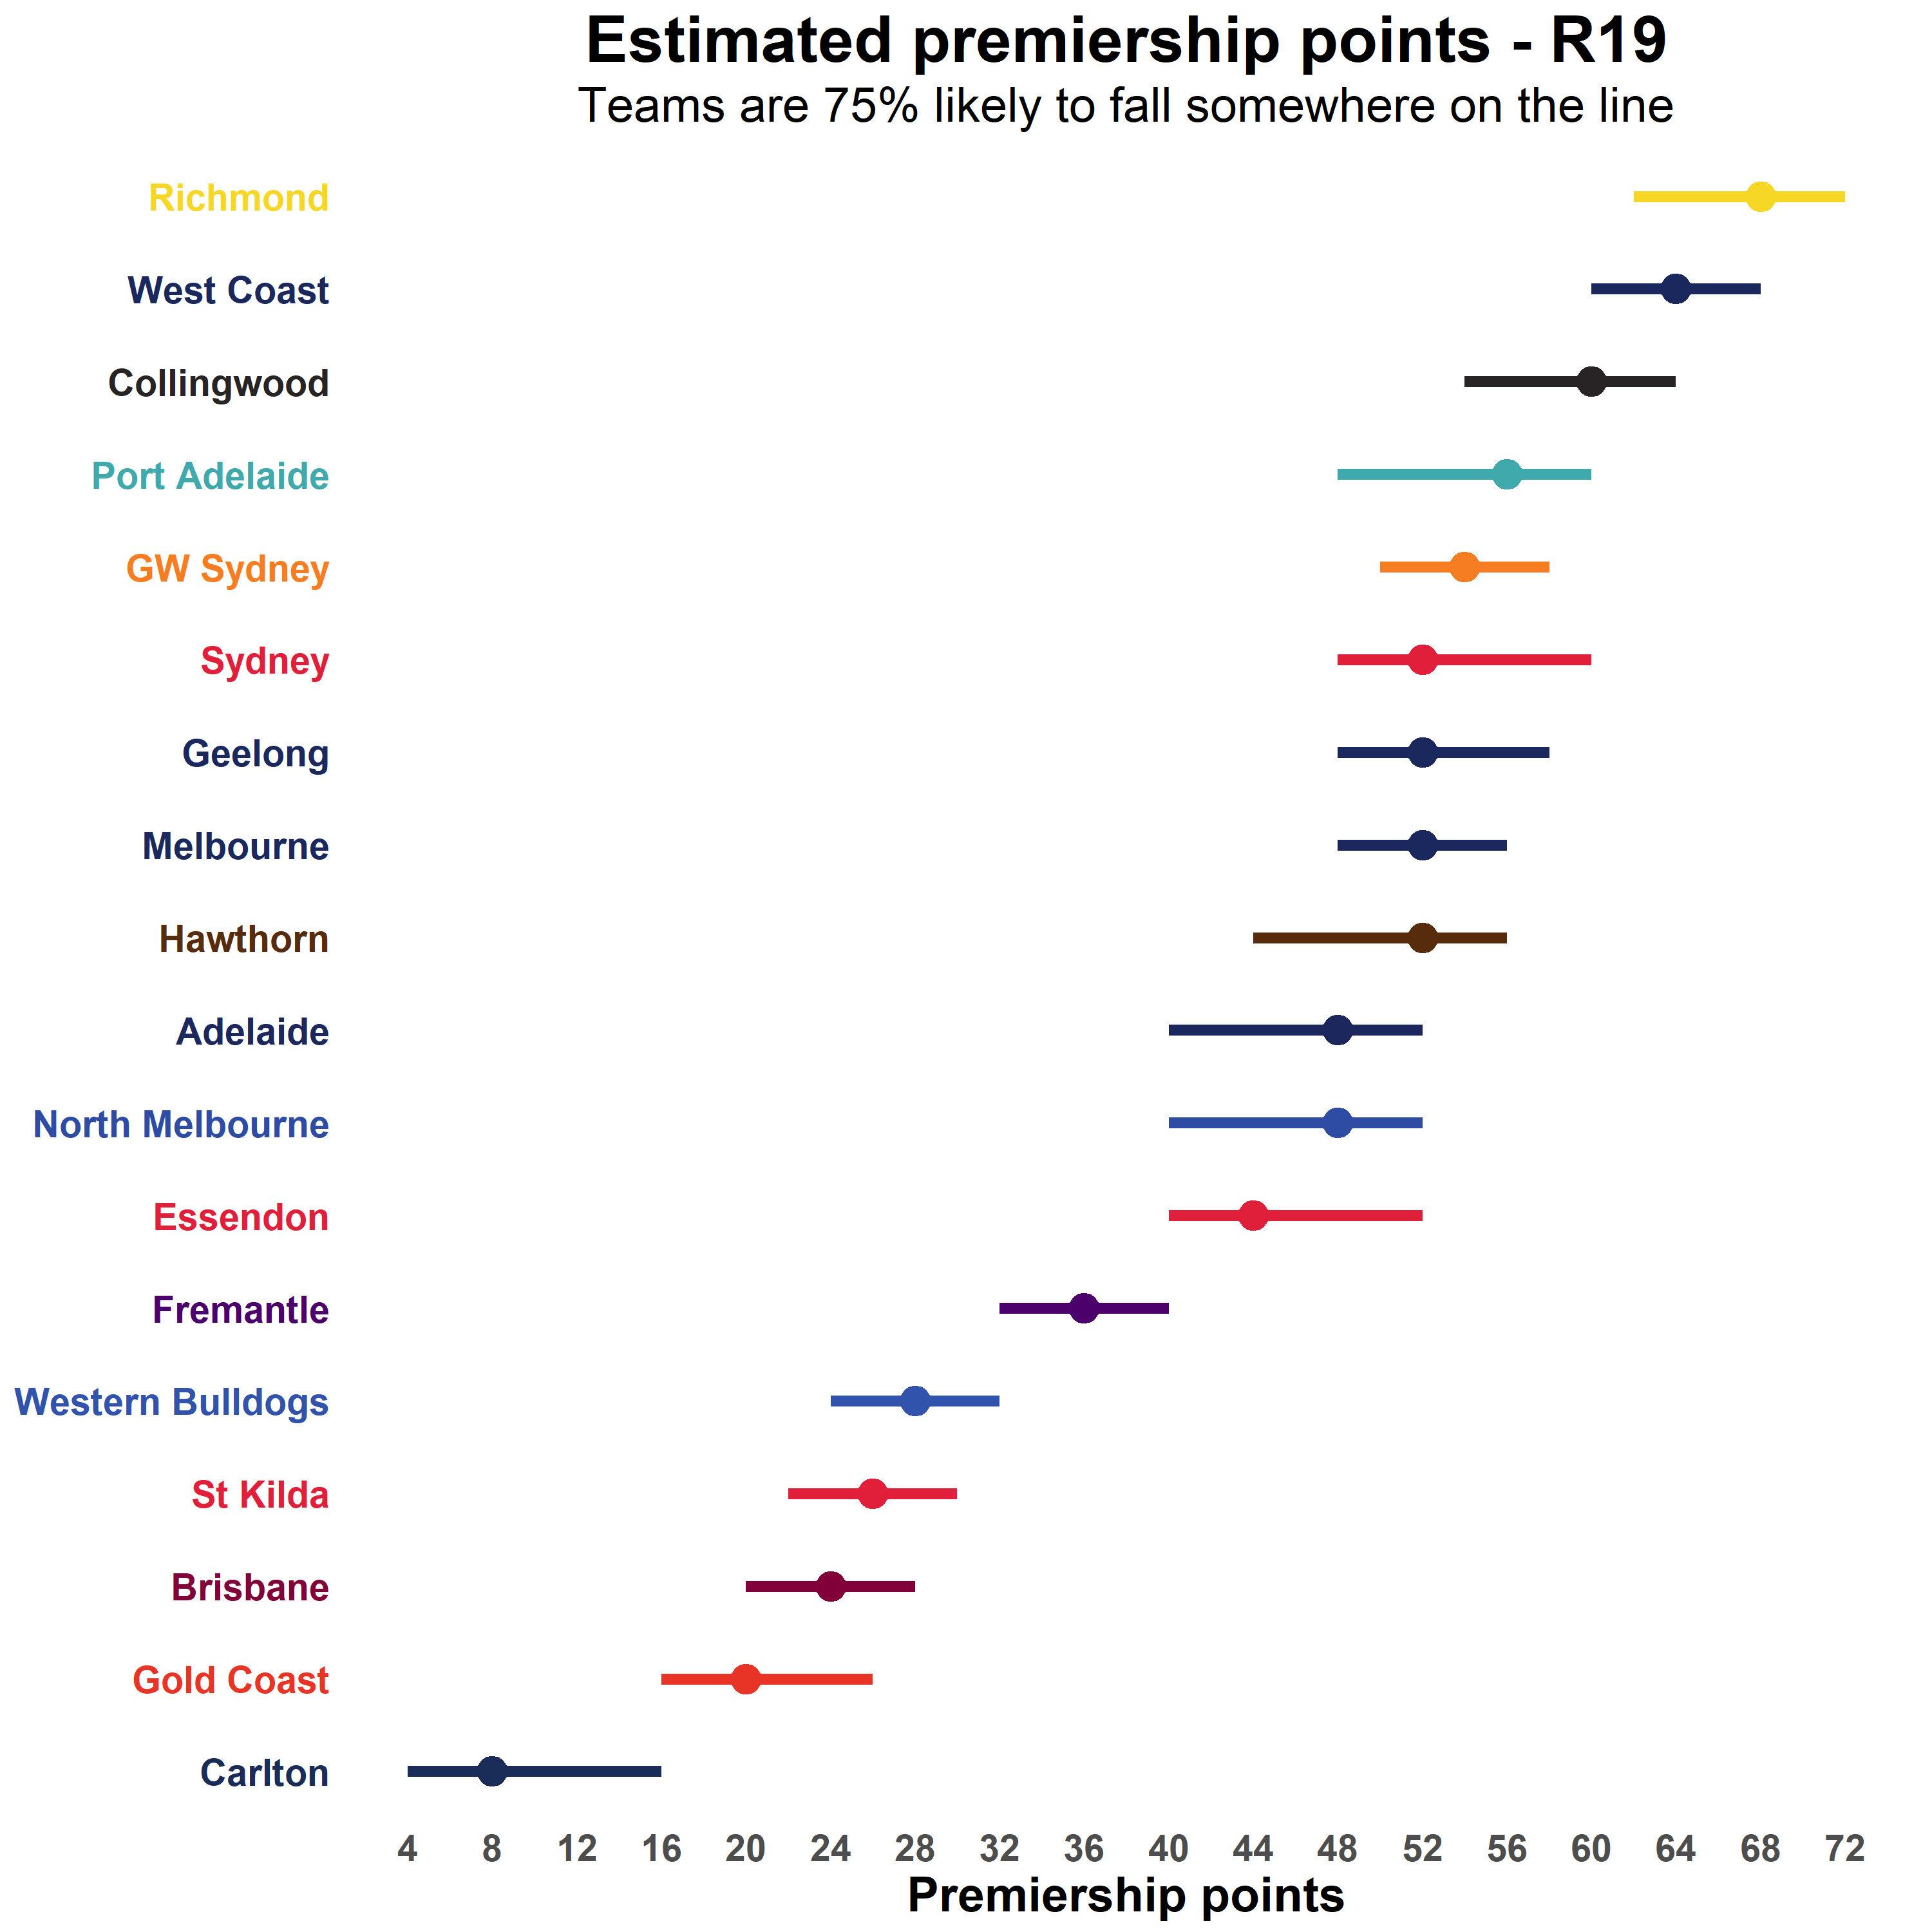 Estimated premiership points - R19
Teams are 75% likely to fall somewhere on the line
Richmond
West Coast
Collingwood
Port Adelaide
GW Sydney
Sydney
Geelong
Melbourne
Hawthorn
Adelaide
North Melbourne
Essendon
Fremantle
Western Bulldogs
St Kilda
Brisbane
Gold Coast
Carlton
4 8 12 16 20 24 28 32 36 40 44 48 52 56 60 64 68 72
Premiership points